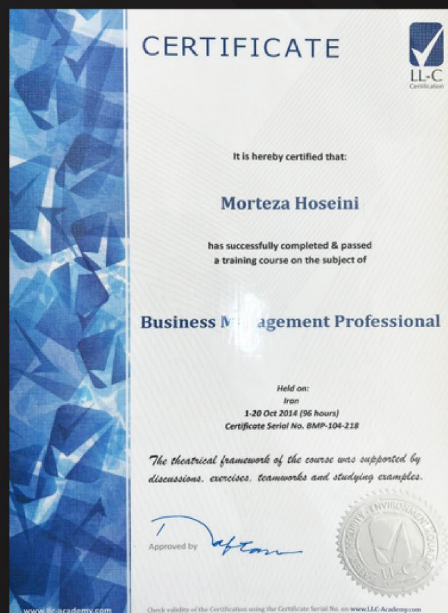 CERTIFICATE
LL-C
Certification
It is hereby certified that:
Morteza Hoseini
has successfully completed & passed
a training course on the subject of
Business Management Professional
Held on:
Iran
1-20 Oct 2014 (96 hours)
Certificate Serial No. BMP-104-218
The theatrical framework of the course was supported by
discussions, exercises, teamworks and studying examples.
Approved by
LL-C
www.llc-academy.com
Check validity of the Certification using the Certificate Serial No. on www.LLC-Academy.com